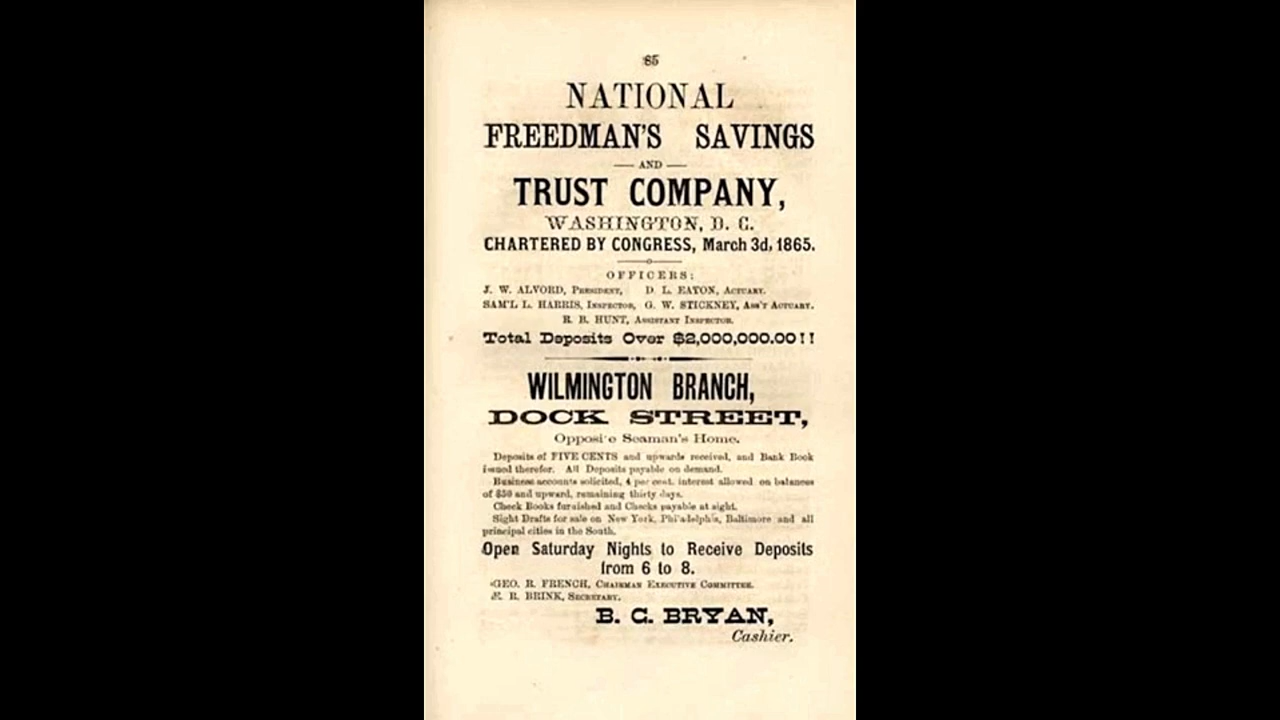 85
NATIONAL
FREEDMAN'S SAVINGS
AND
TRUST COMPANY,
WASHINGTON, D. C.
CHARTERED BY CONGRESS, March 3d, 1865.
OFFICERS:
J. W. ALVORD, President, D. L. EATON, Actuary.
SAM'L L. HARRIS, Inspector, G. W. STICKNEY, Ass't Actuary.
R. B. HUNT, Assistant Inspector.
Total Deposits Over $2,000,000.00!!
WILMINGTON BRANCH,
DOCK STREET,
Opposi e Seaman's Home.
Deposits of FIVE CENTS and upwards received, and Bank Book
issued therefor. All Deposits payable on demand.
Business accounts solicited, 4 per cent. interest allowed on balances
of $50 and upward, remaining thirty days.
Check Books furnished and Checks payable at sight.
Sight Drafts for sale on New York, Philadelphia, Baltimore and all
principal cities in the South.
Open Saturday Nights to Receive Deposits
from 6 to 8.
GEO. R. FRENCH, Chairman Executive Committee.
E. R. BRINK, Secretary.
B. C. BRYAN,
Cashier.